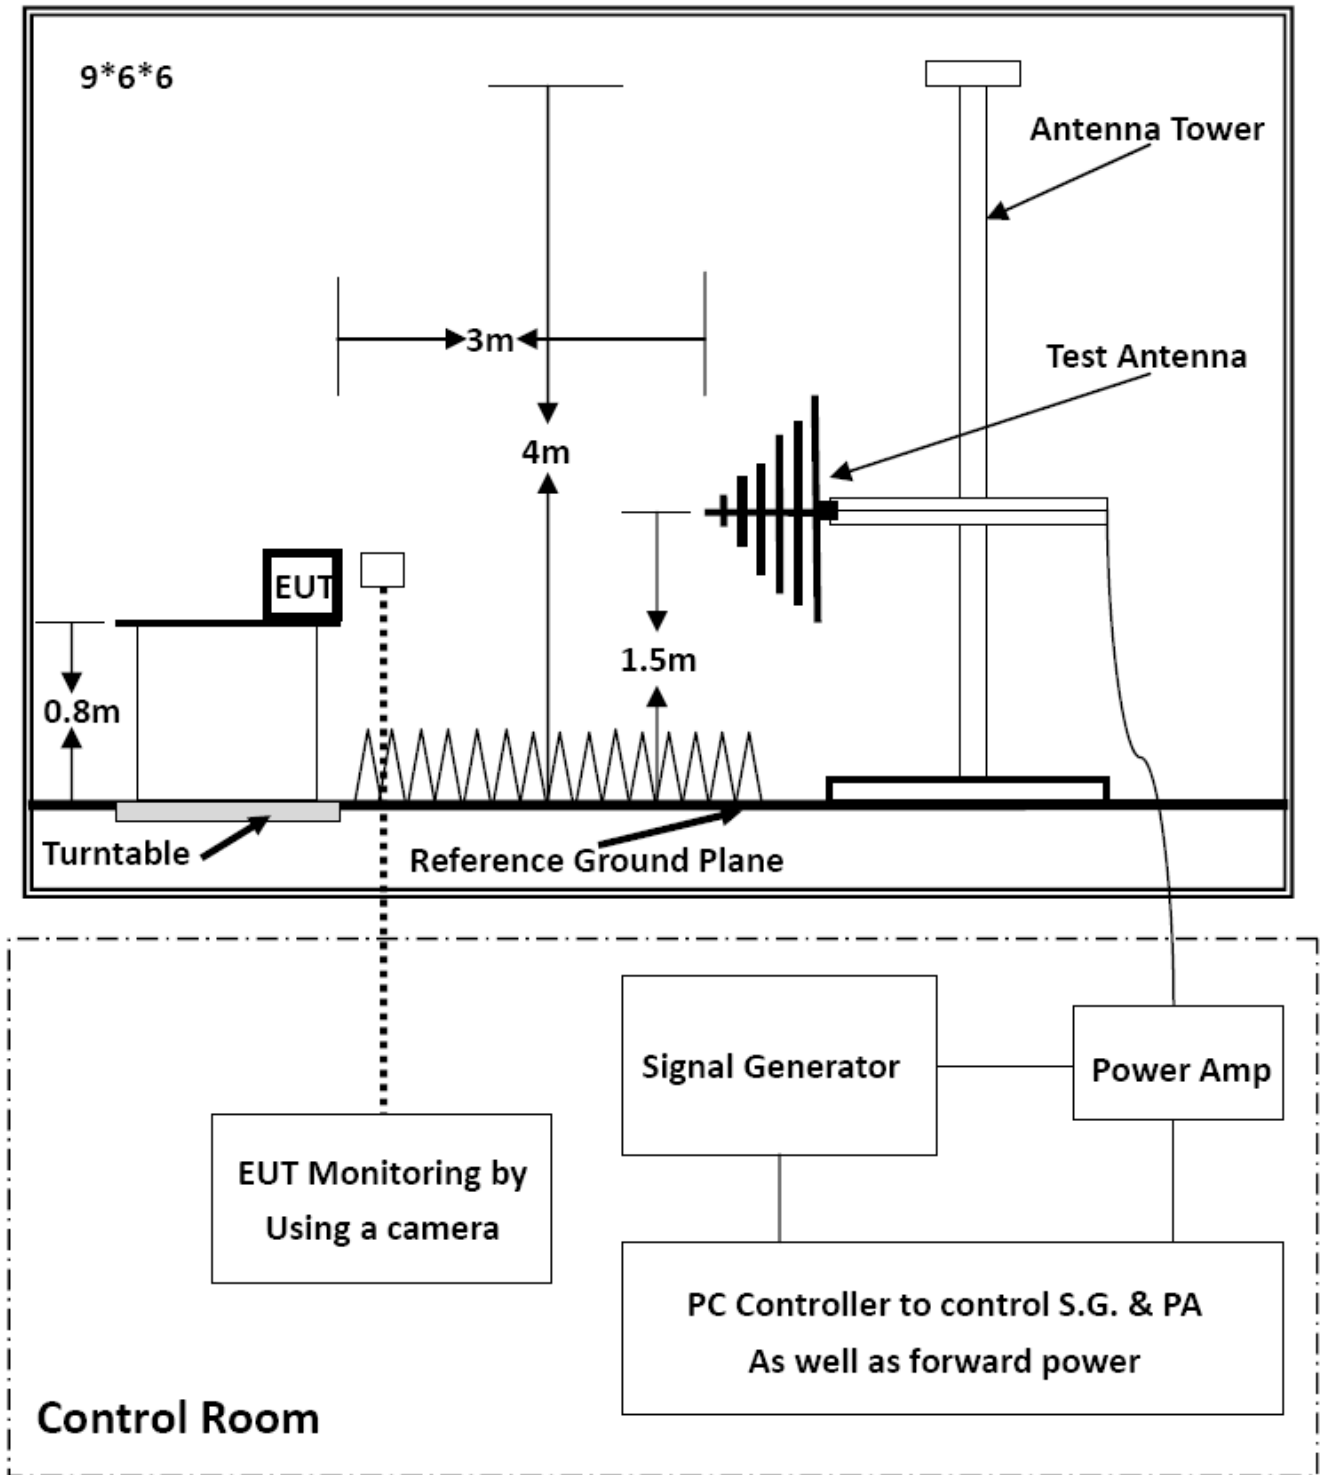 9*6*6
Antenna Tower
3m
Test Antenna
4m
EUT
1.5m
0.8m
Turntable
Reference Ground Plane
Signal Generator
Power Amp
EUT Monitoring by
Using a camera
PC Controller to control S.G. & PA
As well as forward power
Control Room